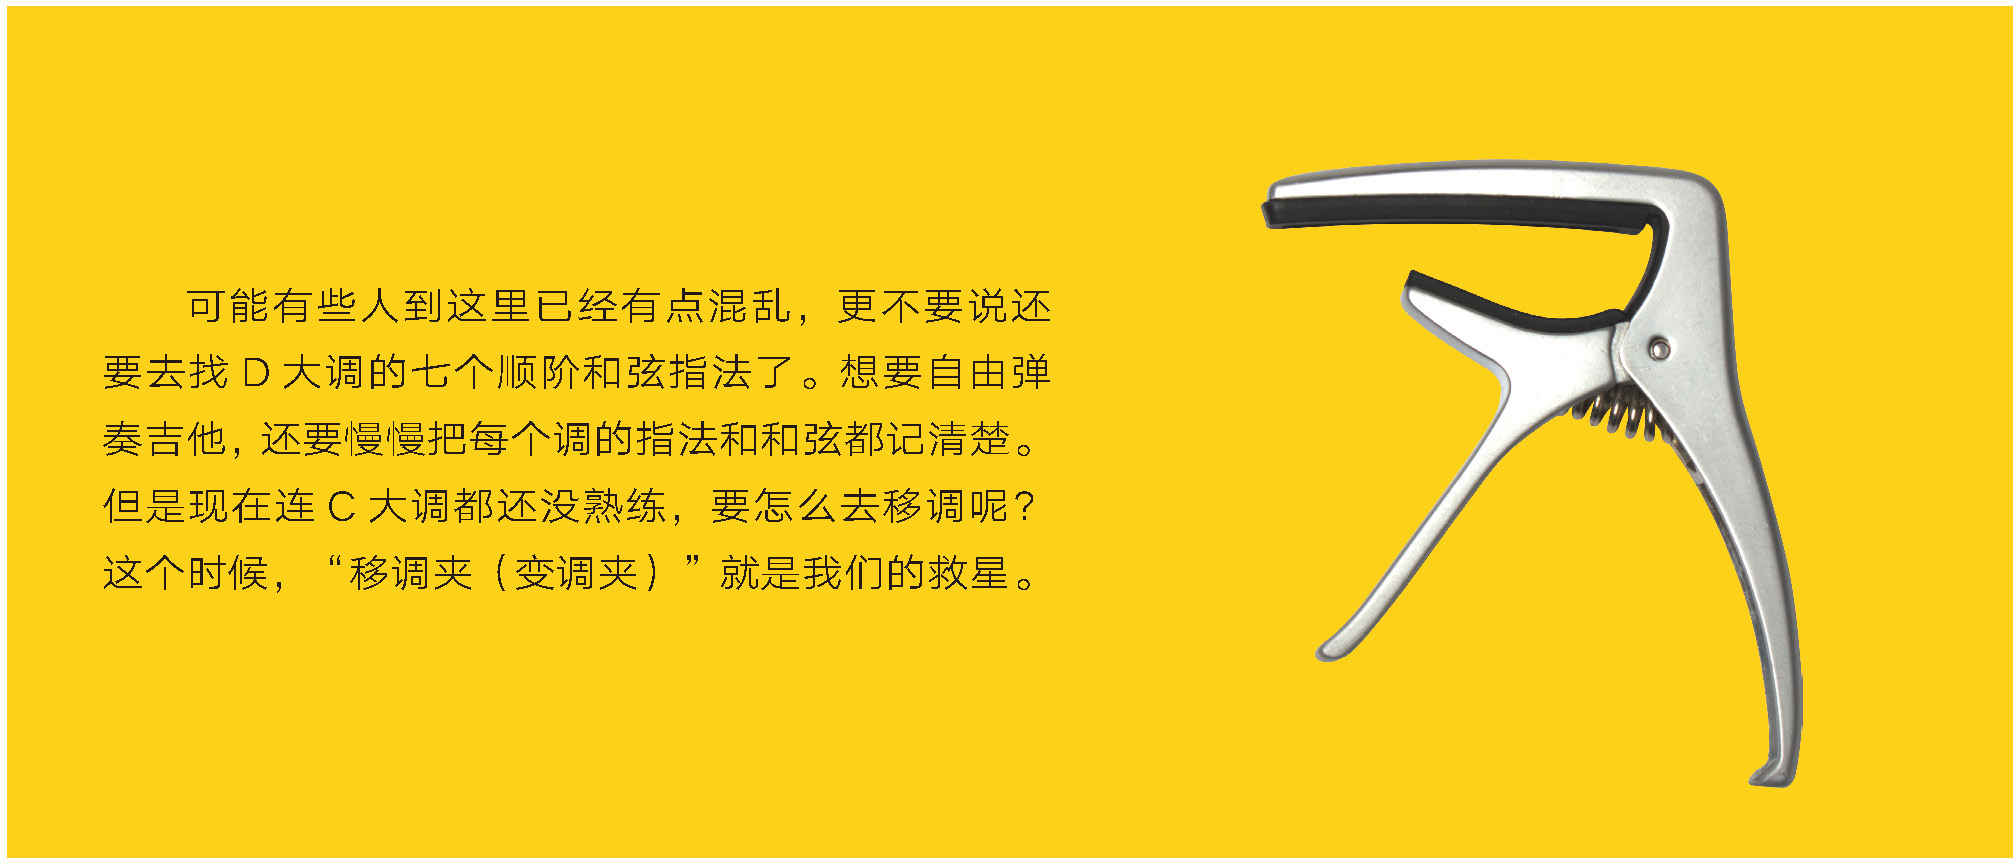 可能有些人到这里已经有点混乱，更不要说还
要去找 D 大调的七个顺阶和弦指法了。想要自由弹
奏吉他，还要慢慢把每个调的指法和和弦都记清楚。
但是现在连 C 大调都还没熟练，要怎么去移调呢？
这个时候，“移调夹（变调夹）”就是我们的救星。